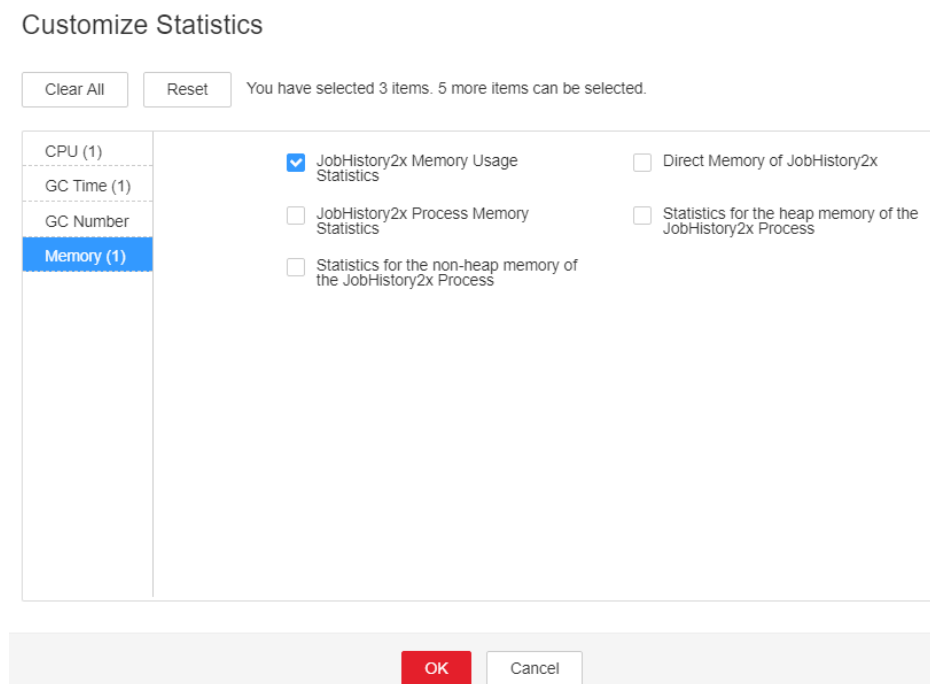 Customize Statistics
Clear All
Reset
You have selected 3 items. 5 more items can be selected.
CPU (1)
GC Time (1)
GC Number
Memory (1)
JobHistory2x Memory Usage
Statistics
Direct Memory of JobHistory2x
JobHistory2x Process Memory
Statistics
Statistics for the heap memory of the
JobHistory2x Process
Statistics for the non-heap memory of
the JobHistory2x Process
OK
Cancel